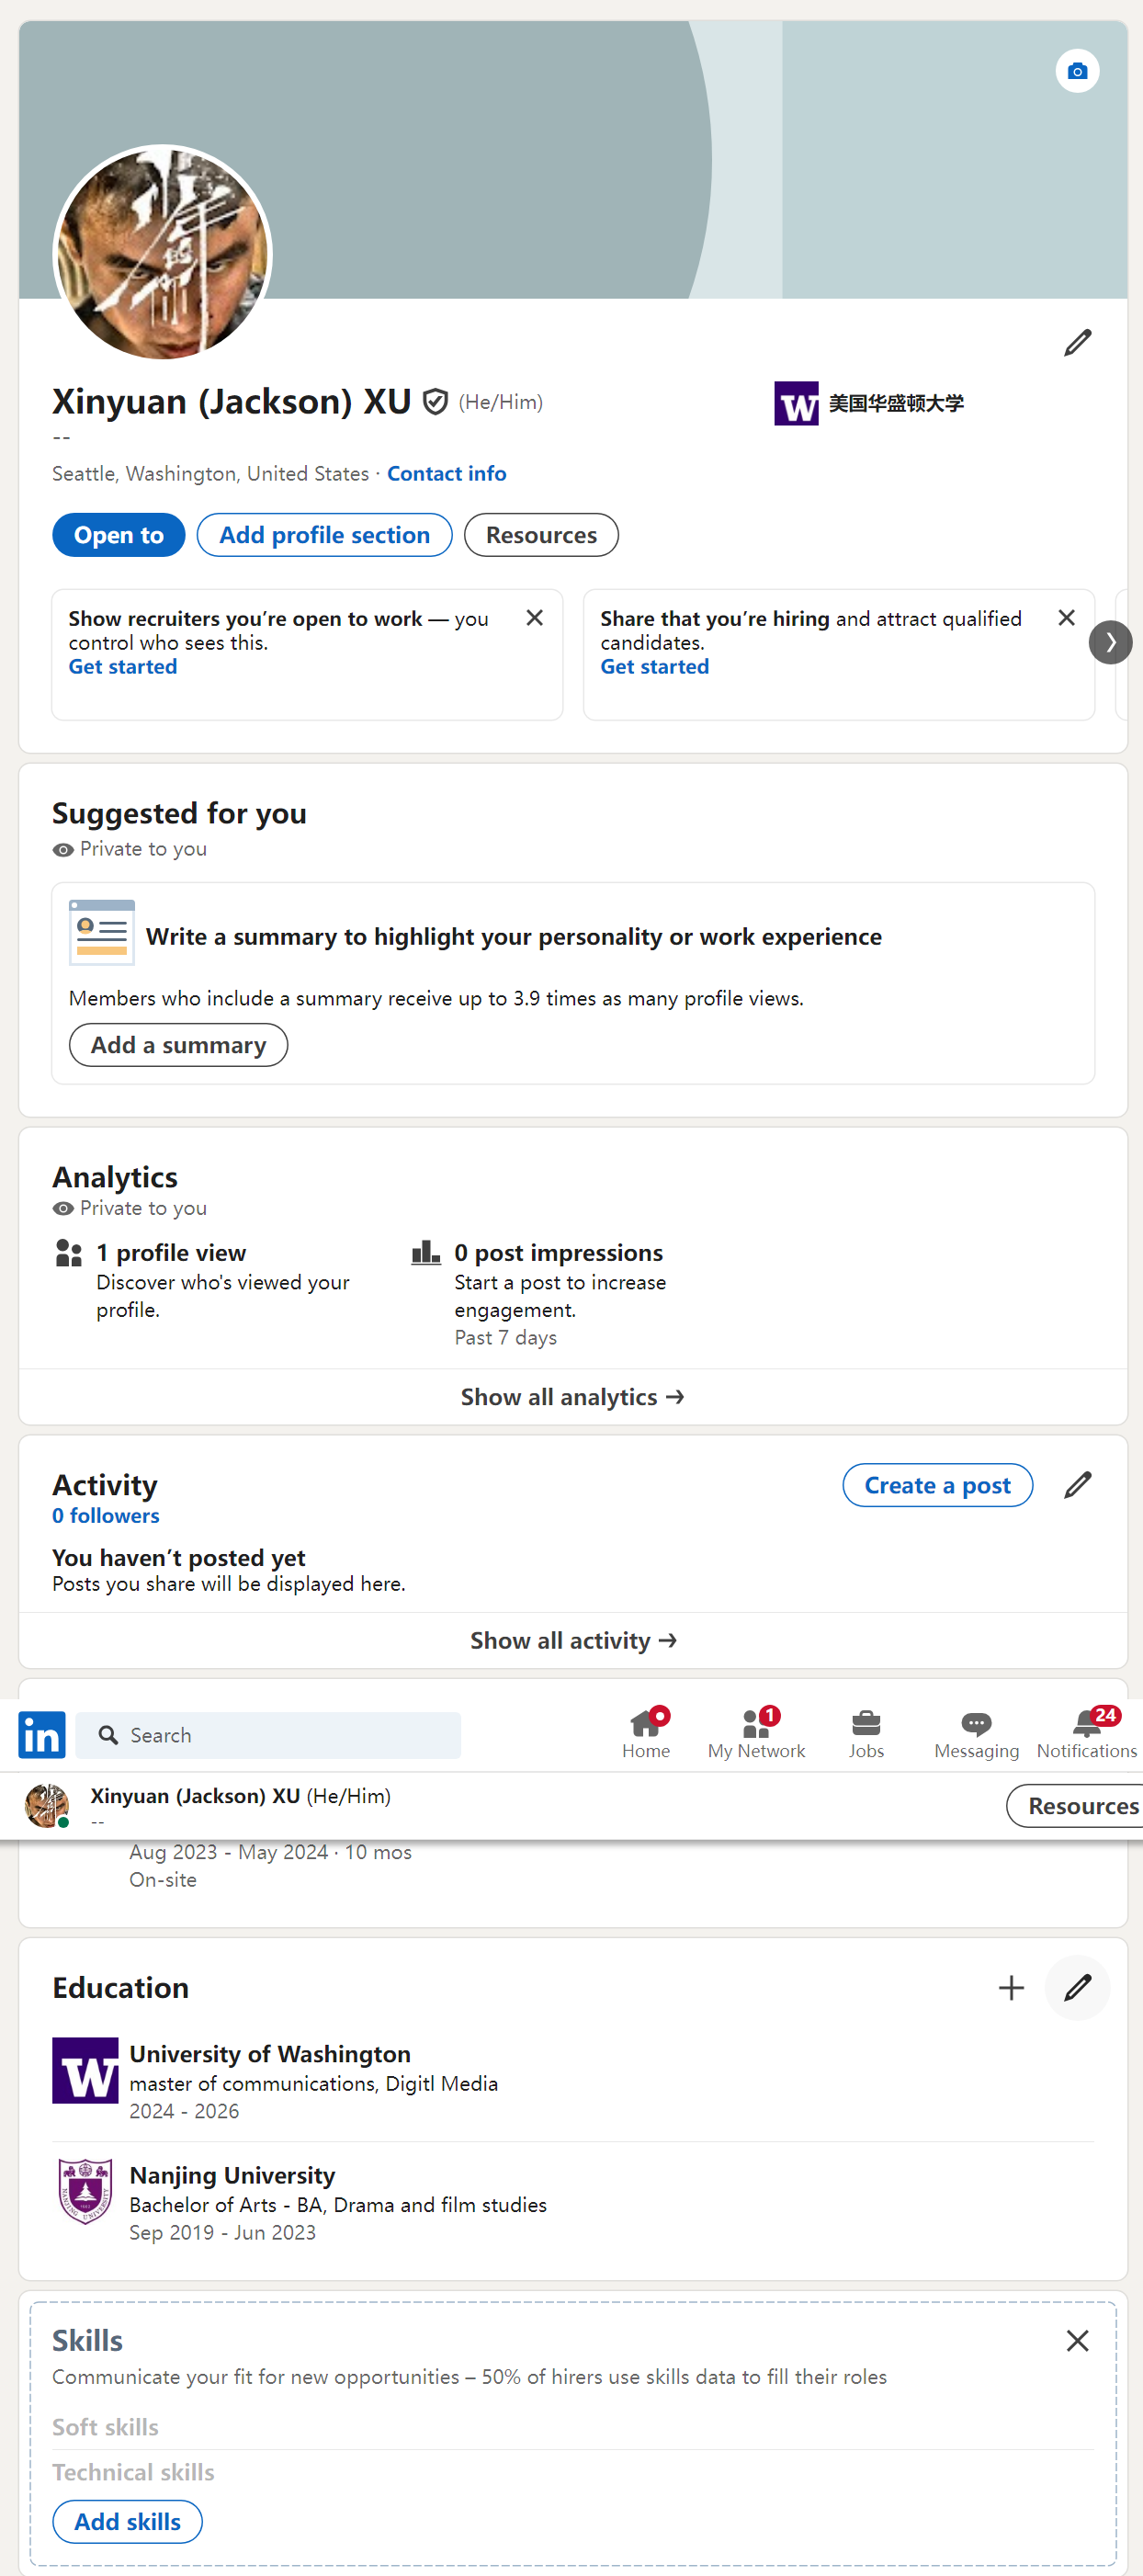 Xinyuan (Jackson) XU (He/Him)
美国华盛顿大学
--
Seattle, Washington, United States · Contact info
Open to
Add profile section
Resources
Show recruiters you’re open to work — you
control who sees this.
Get started
Share that you’re hiring and attract qualified
candidates.
Get started
Suggested for you
Private to you
Write a summary to highlight your personality or work experience
Members who include a summary receive up to 3.9 times as many profile views.
Add a summary
Analytics
Private to you
1 profile view
Discover who's viewed your
profile.
0 post impressions
Start a post to increase
engagement.
Past 7 days
Show all analytics →
Activity
Create a post
0 followers
You haven’t posted yet
Posts you share will be displayed here.
Show all activity →
in
Search
Home
1
My Network
Jobs
Messaging
24
Notifications
Xinyuan (Jackson) XU (He/Him)
--
Resources
Aug 2023 - May 2024 · 10 mos
On-site
Education
W
University of Washington
master of communications, Digitl Media
2024 - 2026
Nanjing University
Bachelor of Arts - BA, Drama and film studies
Sep 2019 - Jun 2023
Skills
Communicate your fit for new opportunities – 50% of hirers use skills data to fill their roles
Soft skills
Technical skills
Add skills